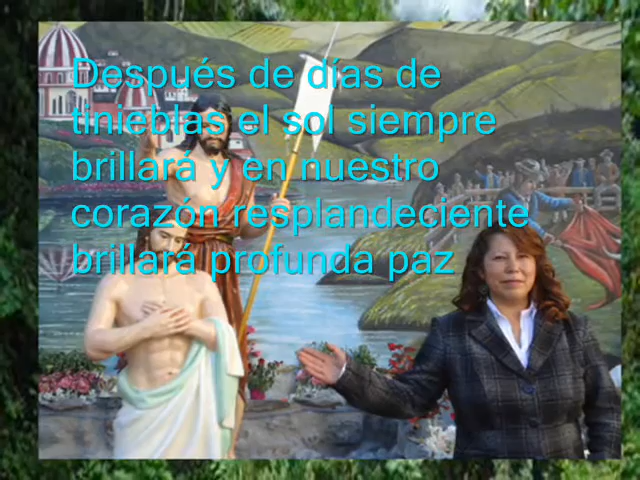 Después de días de
tinieblas el sol siempre
brillará y en nuestro
corazón resplandeciente
brillará profunda paz